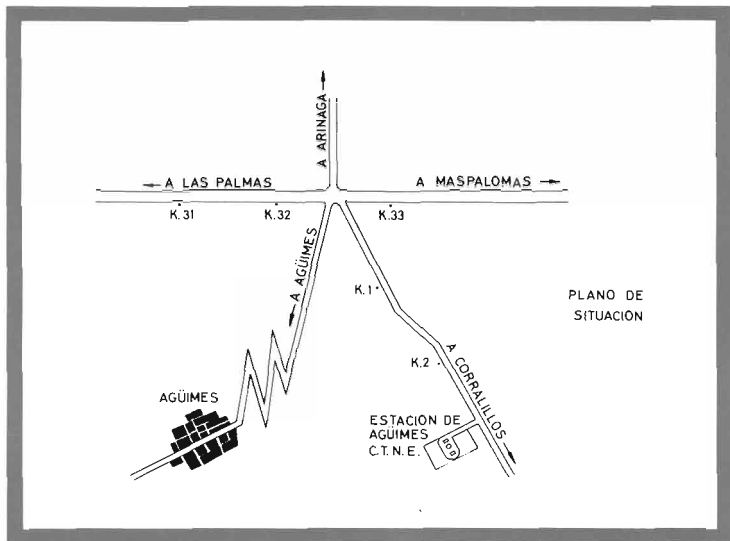 A ARINAGA
A LAS PALMAS
A MASPALOMAS
K.31
K.32
K.33
A AGÜIMES
K.1
PLANO DE
SITUACION
K.2
A CORRALILLOS
AGÜIMES
ESTACION DE
AGÜIMES
C.T.N.E.